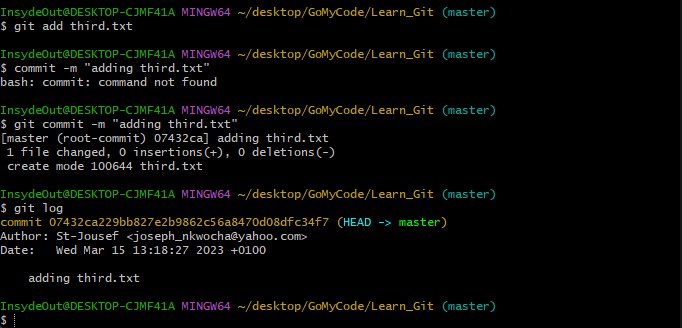 InsydeOut@DESKTOP-CJMF41A MINGW64 ~/desktop/GoMyCode/Learn_Git (master)
$ git add third.txt
InsydeOut@DESKTOP-CJMF41A MINGW64 ~/desktop/GoMyCode/Learn_Git (master)
$ commit -m "adding third.txt"
bash: commit: command not found
InsydeOut@DESKTOP-CJMF41A MINGW64 ~/desktop/GoMyCode/Learn_Git (master)
$ git commit -m "adding third.txt"
[master (root-commit) 07432ca] adding third.txt
 1 file changed, 0 insertions(+), 0 deletions(-)
 create mode 100644 third.txt
InsydeOut@DESKTOP-CJMF41A MINGW64 ~/desktop/GoMyCode/Learn_Git (master)
$ git log
commit 07432ca229bb827e2b9862c56a8470d08dfc34f7 (HEAD -> master)
Author: St-Jousef <joseph_nkwocha@yahoo.com>
Date:   Wed Mar 15 13:18:27 2023 +0100
    adding third.txt
InsydeOut@DESKTOP-CJMF41A MINGW64 ~/desktop/GoMyCode/Learn_Git (master)
$